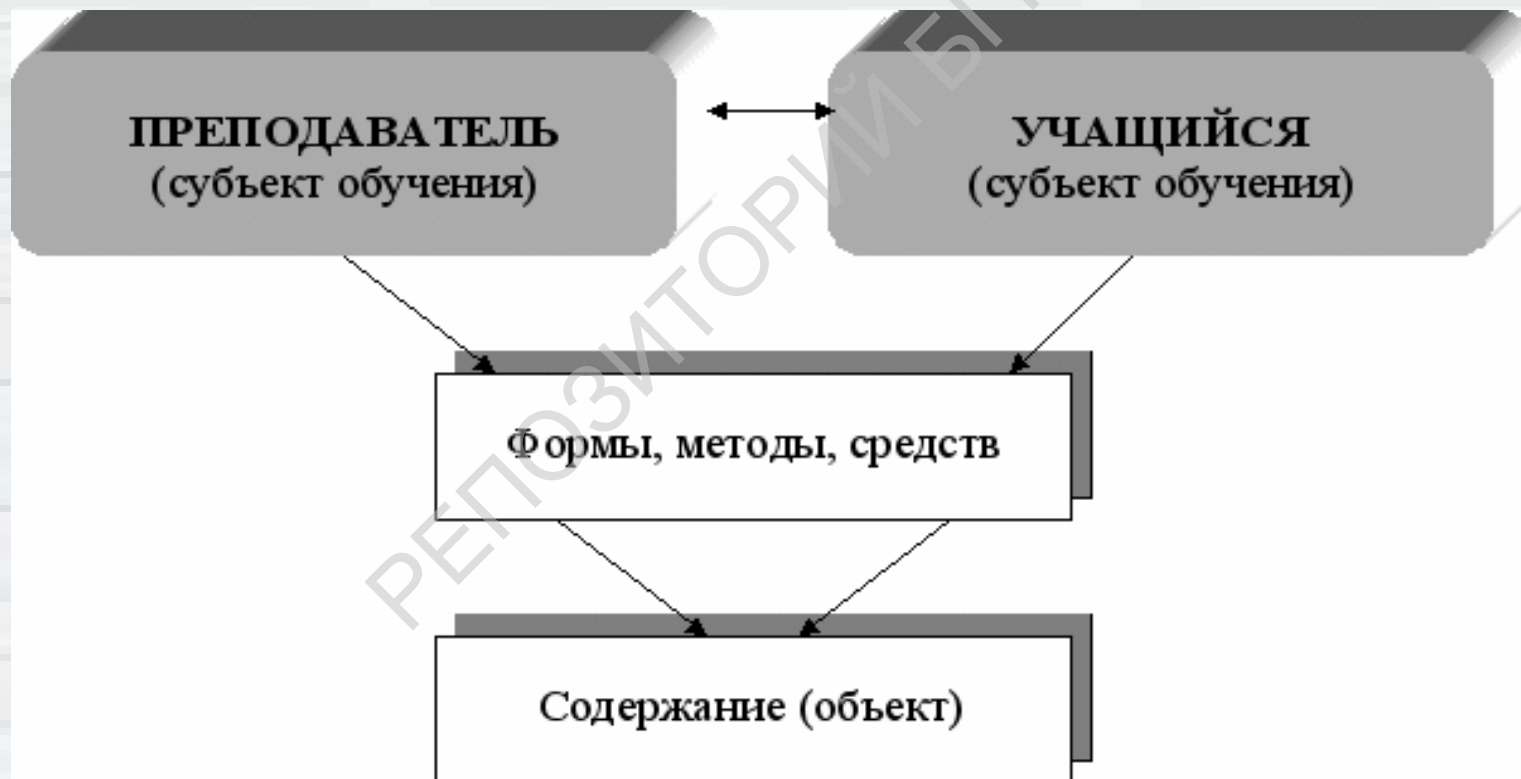 ПРЕПОДАВАТЕЛЬ
(субъект обучения)
УЧАЩИЙСЯ
(субъект обучения)
Формы, методы, средств
Содержание (объект)
РЕПОЗИТОРИЙ